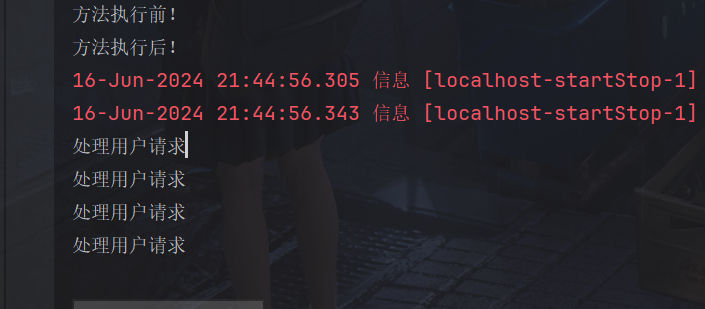 方法执行前！
方法执行后！
16-Jun-2024 21:44:56.305 信息 [localhost-startStop-1]
16-Jun-2024 21:44:56.343 信息 [localhost-startStop-1]
处理用户请求
处理用户请求
处理用户请求
处理用户请求